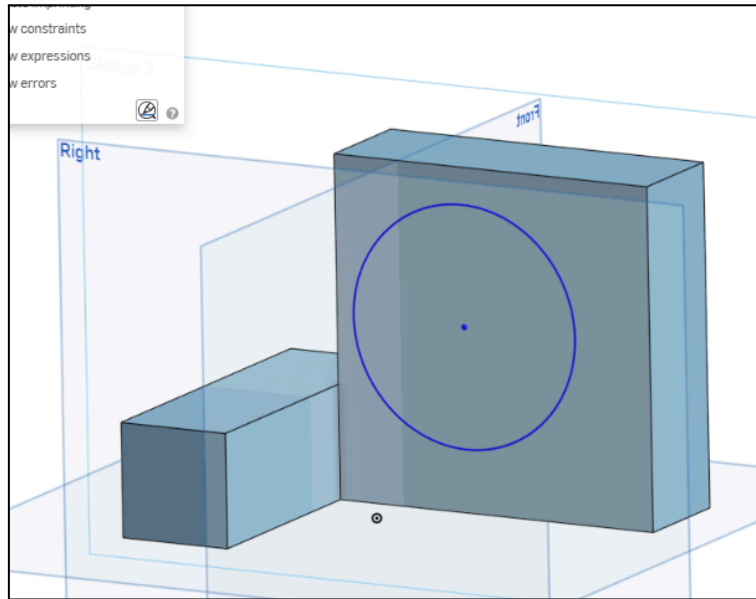 w constraints
w expressions
w errors
Sketch 3
Front
Right
?